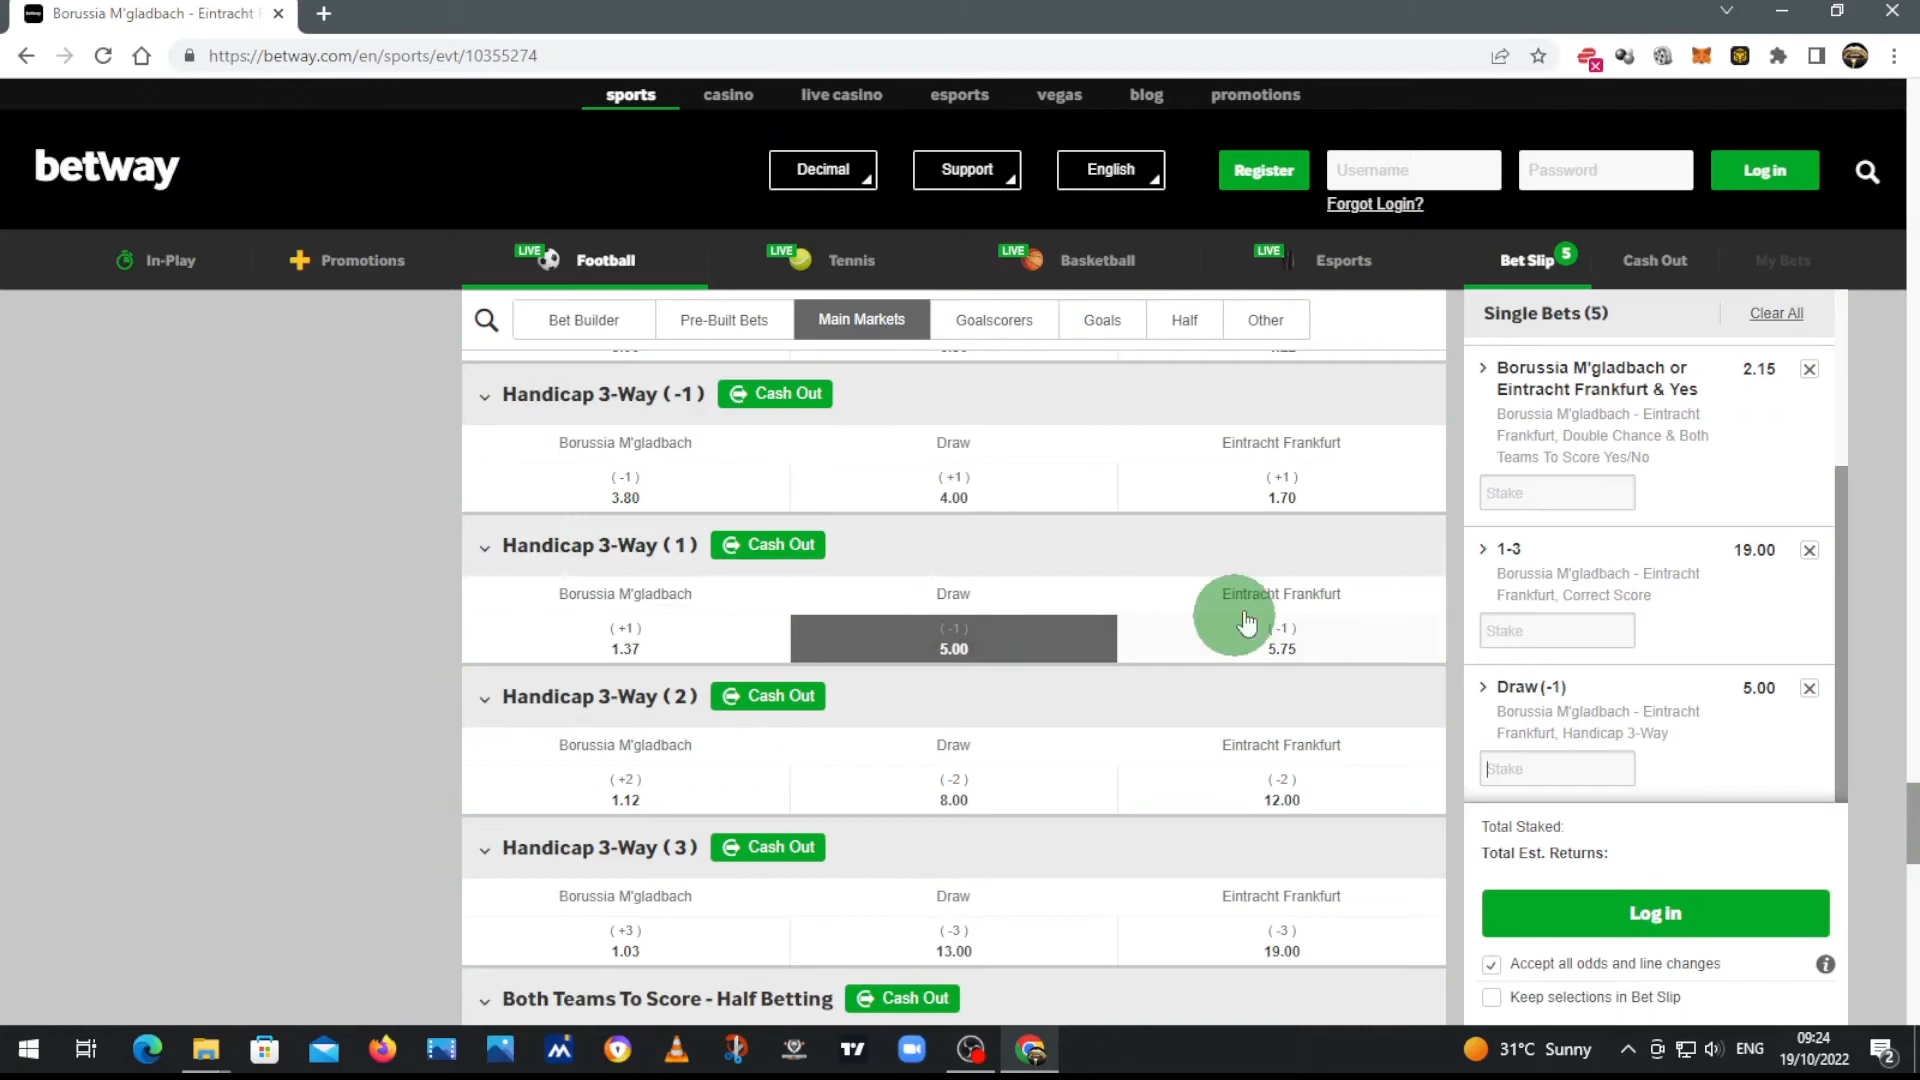 Borussia M'gladbach - Eintracht F
https://betway.com/en/sports/evt/10355274
sports casino live casino esports vegas blog promotions
betway
Decimal Support English Register Username Password Log in
Forgot Login?
In-Play Promotions LIVE Football LIVE Tennis LIVE Basketball LIVE Esports Bet Slip 5 Cash Out My Bets
Bet Builder Pre-Built Bets Main Markets Goalscorers Goals Half Other
Handicap 3-Way ( -1 ) Cash Out
Borussia M'gladbach Draw Eintracht Frankfurt
( -1 ) ( +1 ) ( +1 )
3.80 4.00 1.70
Handicap 3-Way ( 1 ) Cash Out
Borussia M'gladbach Draw Eintracht Frankfurt
( +1 ) ( -1 ) ( -1 )
1.37 5.00 5.75
Handicap 3-Way ( 2 ) Cash Out
Borussia M'gladbach Draw Eintracht Frankfurt
( +2 ) ( -2 ) ( -2 )
1.12 8.00 12.00
Handicap 3-Way ( 3 ) Cash Out
Borussia M'gladbach Draw Eintracht Frankfurt
( +3 ) ( -3 ) ( -3 )
1.03 13.00 19.00
Both Teams To Score - Half Betting Cash Out
Single Bets (5) Clear All
Borussia M'gladbach or 2.15
Eintracht Frankfurt & Yes
Borussia M'gladbach - Eintracht
Frankfurt, Double Chance & Both
Teams To Score Yes/No
Stake
1-3 19.00
Borussia M'gladbach - Eintracht
Frankfurt, Correct Score
Stake
Draw (-1) 5.00
Borussia M'gladbach - Eintracht
Frankfurt, Handicap 3-Way
Stake
Total Staked:
Total Est. Returns:
Log in
Accept all odds and line changes
Keep selections in Bet Slip
31°C Sunny ENG 09:24
19/10/2022 2